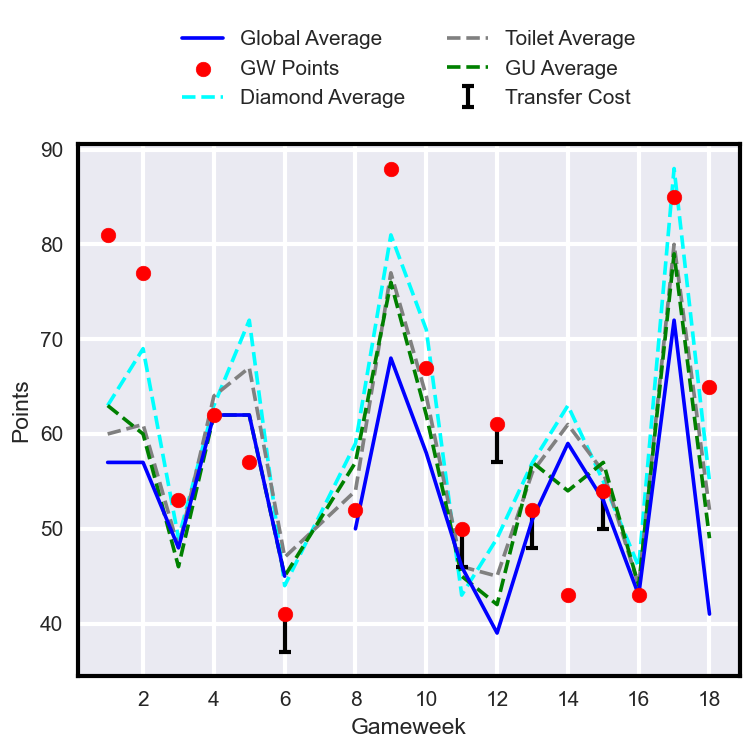 Global Average
GW Points
Diamond Average
Toilet Average
GU Average
Transfer Cost
90
80
70
60
50
40
Points
2 4 6 8 10 12 14 16 18
Gameweek